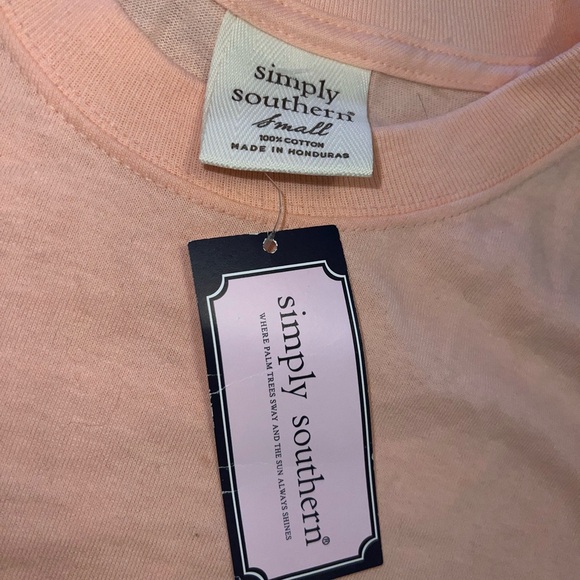 simply
southern®
Small
100% COTTON
MADE IN HONDURAS
simply southern®
WHERE PALM TREES SWAY AND THE SUN ALWAYS SHINES